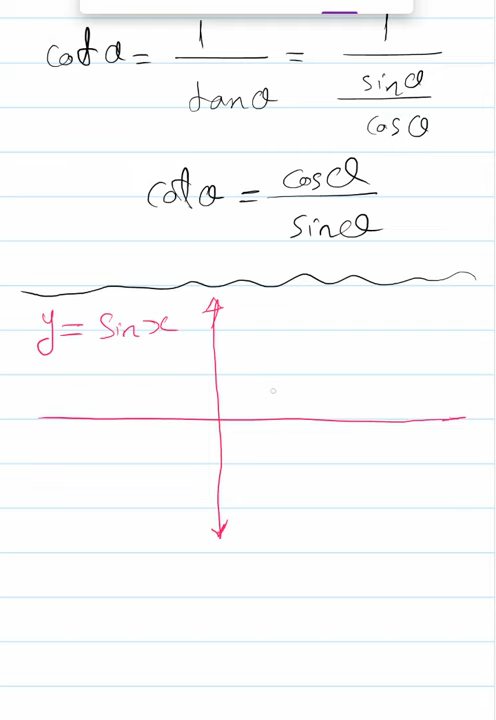 cot θ = 1/tan θ = 1/(sin θ/cos θ)
cot θ = cos θ/sin θ
y = sin x